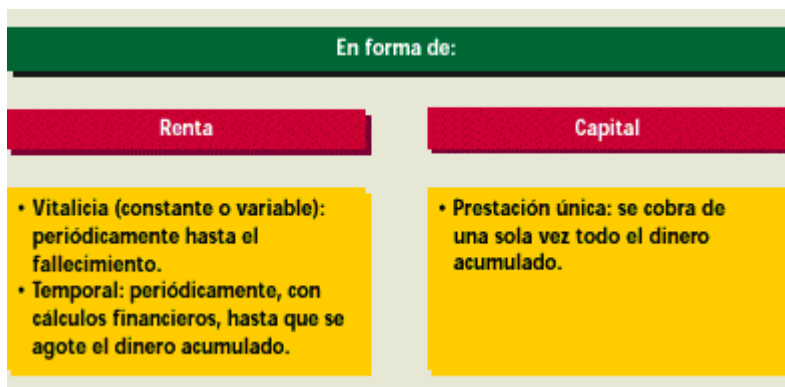 En forma de:
Renta
• Vitalicia (constante o variable):
periódicamente hasta el
fallecimiento.
• Temporal: periódicamente, con
cálculos financieros, hasta que se
agote el dinero acumulado.
Capital
• Prestación única: se cobra de
una sola vez todo el dinero
acumulado.